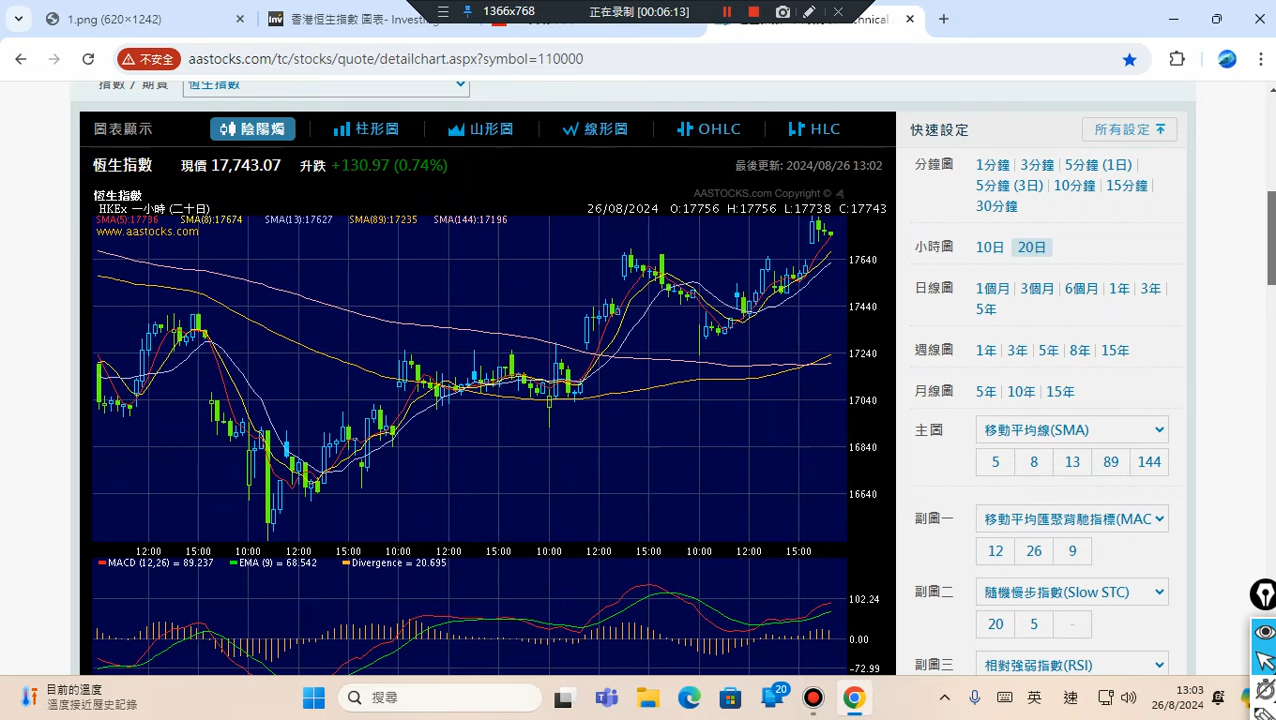 1.png (620×1242)
香港恒生指數 圖表- Investing
1366x768
正在录制 [00:06:13]
echnical
不安全
aastocks.com/tc/stocks/quote/detailchart.aspx?symbol=110000
指數 / 期貨
恆生指數
圖表顯示
陰陽燭
柱形圖
山形圖
線形圖
OHLC
HLC
恆生指數 現價 17,743.07 升跌 +130.97 (0.74%)
最後更新: 2024/08/26 13:02
AASTOCKS.com Copyright ©
恆生指數
HKEx 一小時 (二十日)
26/08/2024 O:17756 H:17756 L:17738 C:17743
SMA(5):17736 SMA(8):17674 SMA(13):17627 SMA(89):17235 SMA(144):17196
www.aastocks.com
17640
17440
17240
17040
16840
16640
12:00 15:00 10:00 12:00 15:00 10:00 12:00 15:00 10:00 12:00 15:00 10:00 12:00 15:00
MACD (12,26) = 89.237 EMA (9) = 68.542 Divergence = 20.695
102.24
0.00
-72.99
快速設定
所有設定
分鐘圖
1分鐘 | 3分鐘 | 5分鐘 (1日) |
5分鐘 (3日) | 10分鐘 | 15分鐘 |
30分鐘
小時圖
10日 20日
日線圖
1個月 | 3個月 | 6個月 | 1年 | 3年 |
5年
週線圖
1年 | 3年 | 5年 | 8年 | 15年
月線圖
5年 | 10年 | 15年
主圖
移動平均線(SMA)
5 8 13 89 144
副圖一
移動平均匯聚背馳指標(MAC
12 26 9
副圖二
隨機慢步指數(Slow STC)
20 5 -
副圖三
相對強弱指數(RSI)
目前的溫度
溫度接近歷史記錄
搜尋
20
英
速
13:03
26/8/2024